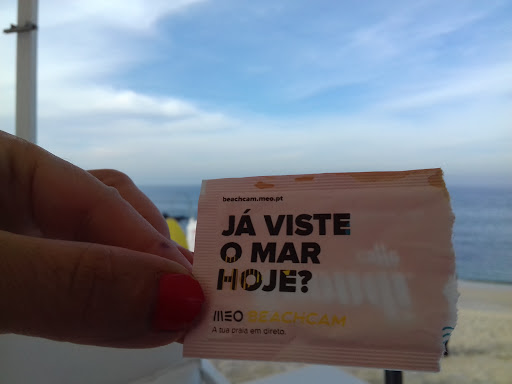 beachcam.meo.pt
JÁ VISTE
O MAR
HOJE?
MEO BEACHCAM
A tua praia em direto.